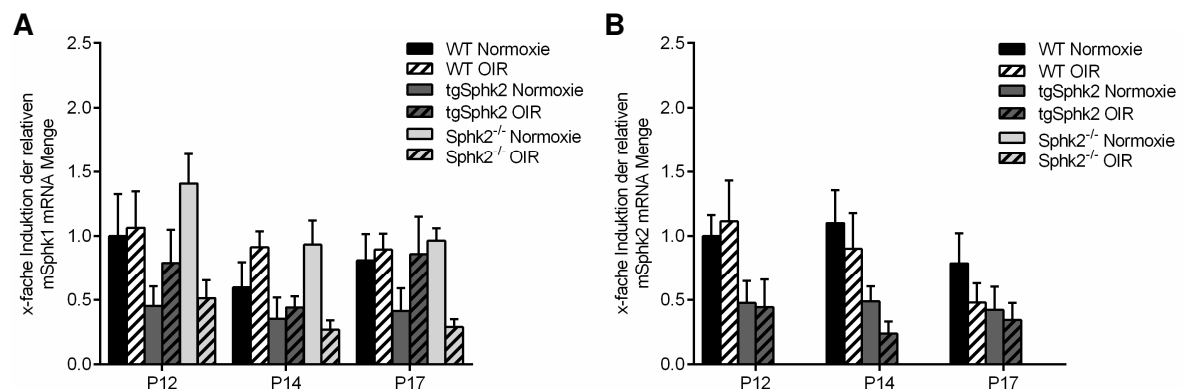 A
x-fache Induktion der relativen
mSphk1 mRNA Menge
2.5
2.0
1.5
1.0
0.5
0.0
WT Normoxie
WT OIR
tgSphk2 Normoxie
tgSphk2 OIR
Sphk2-/- Normoxie
Sphk2 / OIR
P12 P14 P17
B
x-fache Induktion der relativen
mSphk2 mRNA Menge
2.5
2.0
1.5
1.0
0.5
0.0
WT Normoxie
WT OIR
tgSphk2 Normoxie
tgSphk2 OIR
Sphk2-/- Normoxie
Sphk2-/- OIR
P12 P14 P17